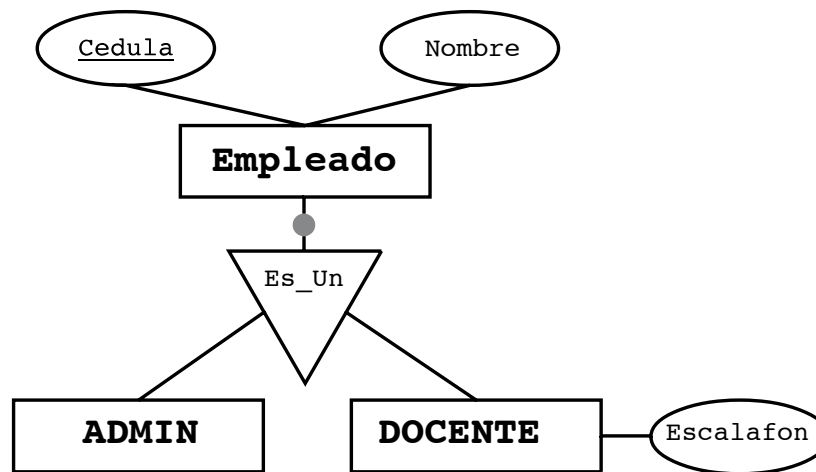 Cedula
Nombre
Empleado
Es_Un
ADMIN
DOCENTE
Escalafon